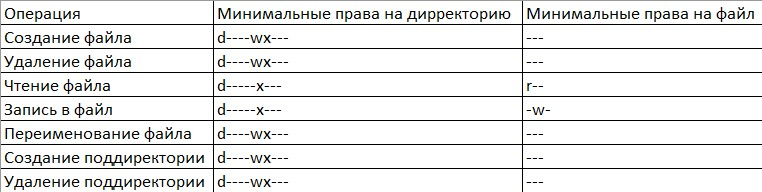 Операция Минимальные права на дирректорию Минимальные права на файл
Создание файла d----wx--- ---
Удаление файла d----wx--- ---
Чтение файла d-----x--- r--
Запись в файл d-----x--- -w-
Переименование файла d----wx--- ---
Создание поддиректории d----wx--- ---
Удаление поддиректории d----wx--- ---